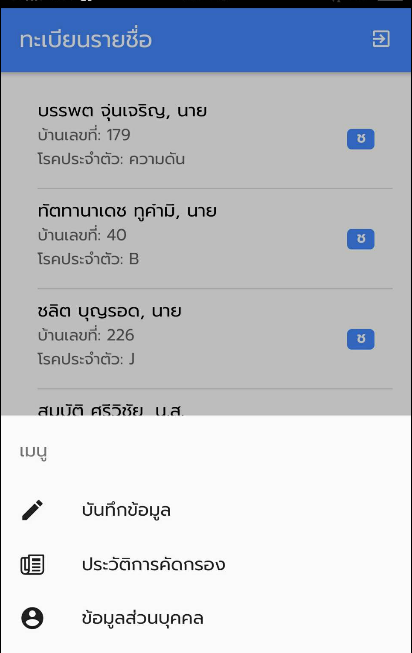 ทะเบียนรายชื่อ
บรรพต จุ่นเจริญ, นาย
บ้านเลขที่: 179
ช
โรคประจำตัว: ความดัน
ทัตทานาเดช ทูคำมิ, นาย
บ้านเลขที่: 40
ช
โรคประจำตัว: B
ชลิต บุญรอด, นาย
บ้านเลขที่: 226
ช
โรคประจำตัว: J
สมบัติ ศรีวิชัย, น.ส.
เมนู
บันทึกข้อมูล
ประวัติการคัดกรอง
ข้อมูลส่วนบุคคล